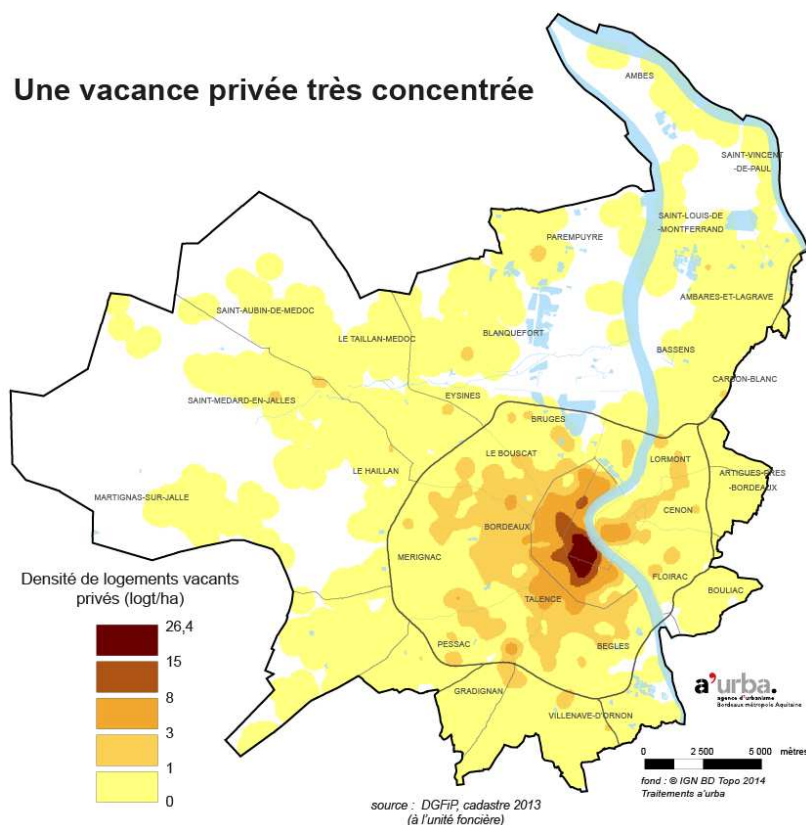 Une vacance privée très concentrée
AMBES
SAINT-VINCENT
-DE-PAUL
SAINT-LOUIS-DE
-MONTFERRAND
PAREMPUYRE
AMBARES-ET-LAGRAVE
SAINT-AUBIN-DE-MEDOC
LE TAILLAN-MEDOC
BLANQUEFORT
BASSENS
CARBON-BLANC
SAINT-MEDARD-EN-JALLES
EYSINES
BRUGES
LE BOUSCAT
LORMONT
LE HAILLAN
ARTIGUES-PRES
-BORDEAUX
MARTIGNAS-SUR-JALLE
CENON
BORDEAUX
MERIGNAC
FLOIRAC
BOULIAC
TALENCE
PESSAC
BEGLES
GRADIGNAN
VILLENAVE-D'ORNON
Densité de logements vacants
privés (logt/ha)
26,4
15
8
3
1
0
a'urba.
agence d'urbanisme
Bordeaux métropole Aquitaine
0 2 500 5 000 mètres
fond : © IGN BD Topo 2014
Traitements a'urba
source : DGFiP, cadastre 2013
(à l'unité foncière)